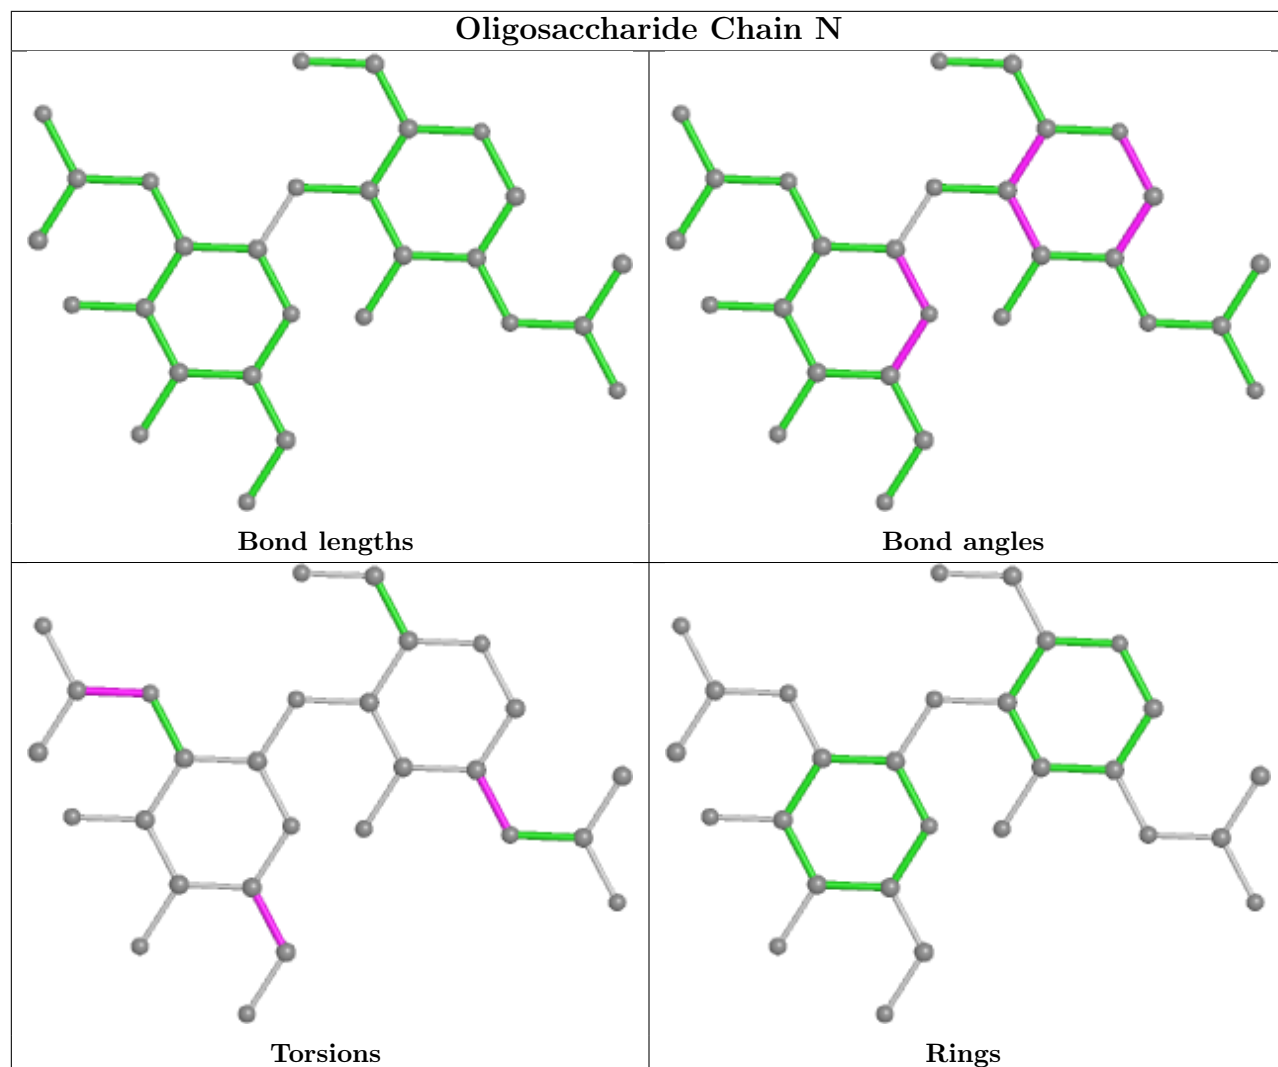 Oligosaccharide Chain N
Bond lengths
Bond angles
Torsions
Rings